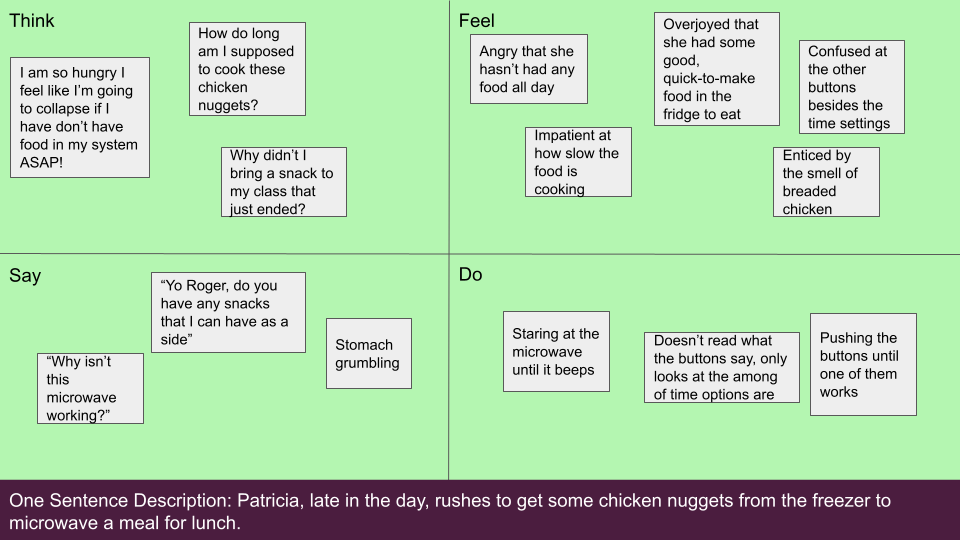 Think
How do long
am I supposed
to cook these
chicken
nuggets?
I am so hungry I
feel like I’m going
to collapse if I
have don’t have
food in my system
ASAP!
Why didn’t I
bring a snack to
my class that
just ended?
Feel
Angry that she
hasn’t had any
food all day
Overjoyed that
she had some
good,
quick-to-make
food in the
fridge to eat
Confused at
the other
buttons
besides the
time settings
Impatient at
how slow the
food is
cooking
Enticed by
the smell of
breaded
chicken
Say
“Yo Roger, do you
have any snacks
that I can have as a
side”
Stomach
grumbling
“Why isn’t
this
microwave
working?”
Do
Staring at the
microwave
until it beeps
Doesn’t read what
the buttons say, only
looks at the among
of time options are
Pushing the
buttons until
one of them
works
One Sentence Description: Patricia, late in the day, rushes to get some chicken nuggets from the freezer to
microwave a meal for lunch.